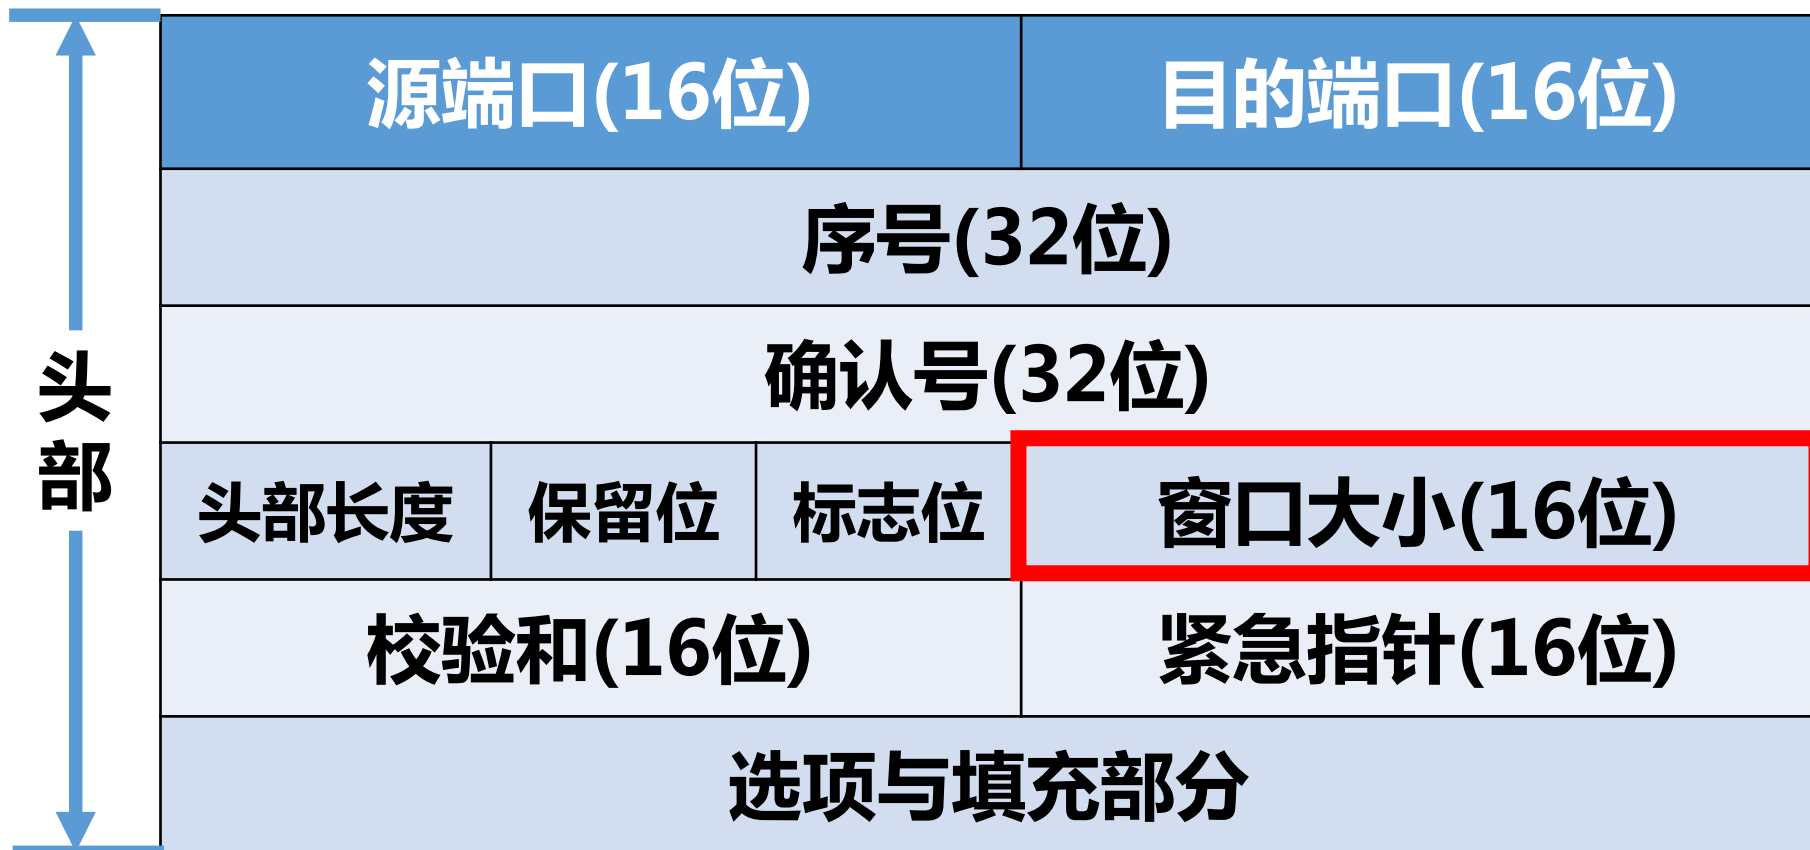 源端口(16位) 目的端口(16位)
序号(32位)
确认号(32位)
头部
头部长度 保留位 标志位 窗口大小(16位)
校验和(16位) 紧急指针(16位)
选项与填充部分